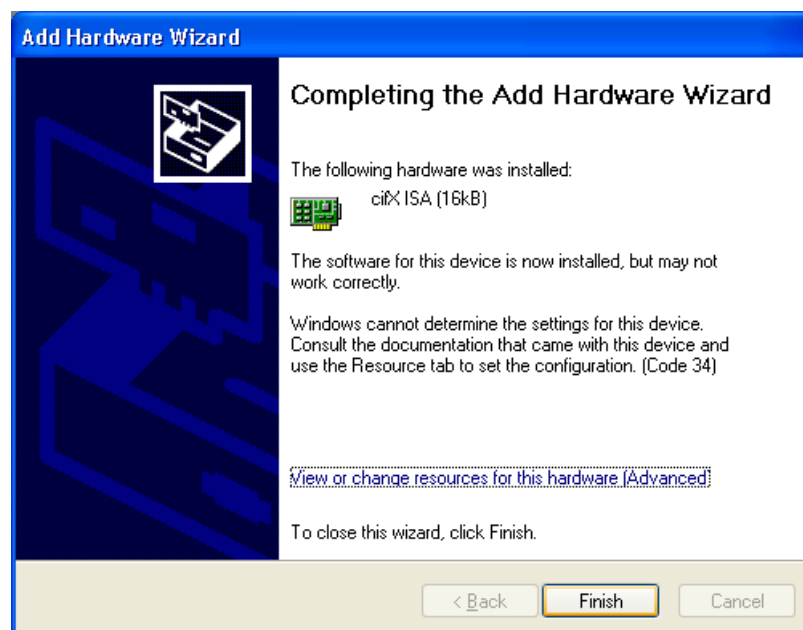 Add Hardware Wizard
Completing the Add Hardware Wizard
The following hardware was installed:
cifX ISA (16kB)
The software for this device is now installed, but may not
work correctly.
Windows cannot determine the settings for this device.
Consult the documentation that came with this device and
use the Resource tab to set the configuration. (Code 34)
View or change resources for this hardware (Advanced)
To close this wizard, click Finish.
< Back Finish Cancel